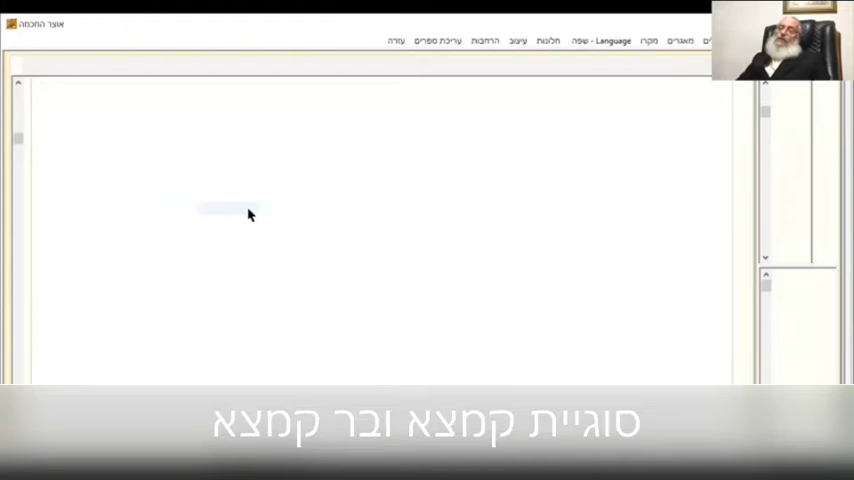 אוצר החכמה
מאגרים מקרו Language - שפה חלונות עיצוב הרחבות עריכת ספרים עזרה
סוגיית קמצא ובר קמצא